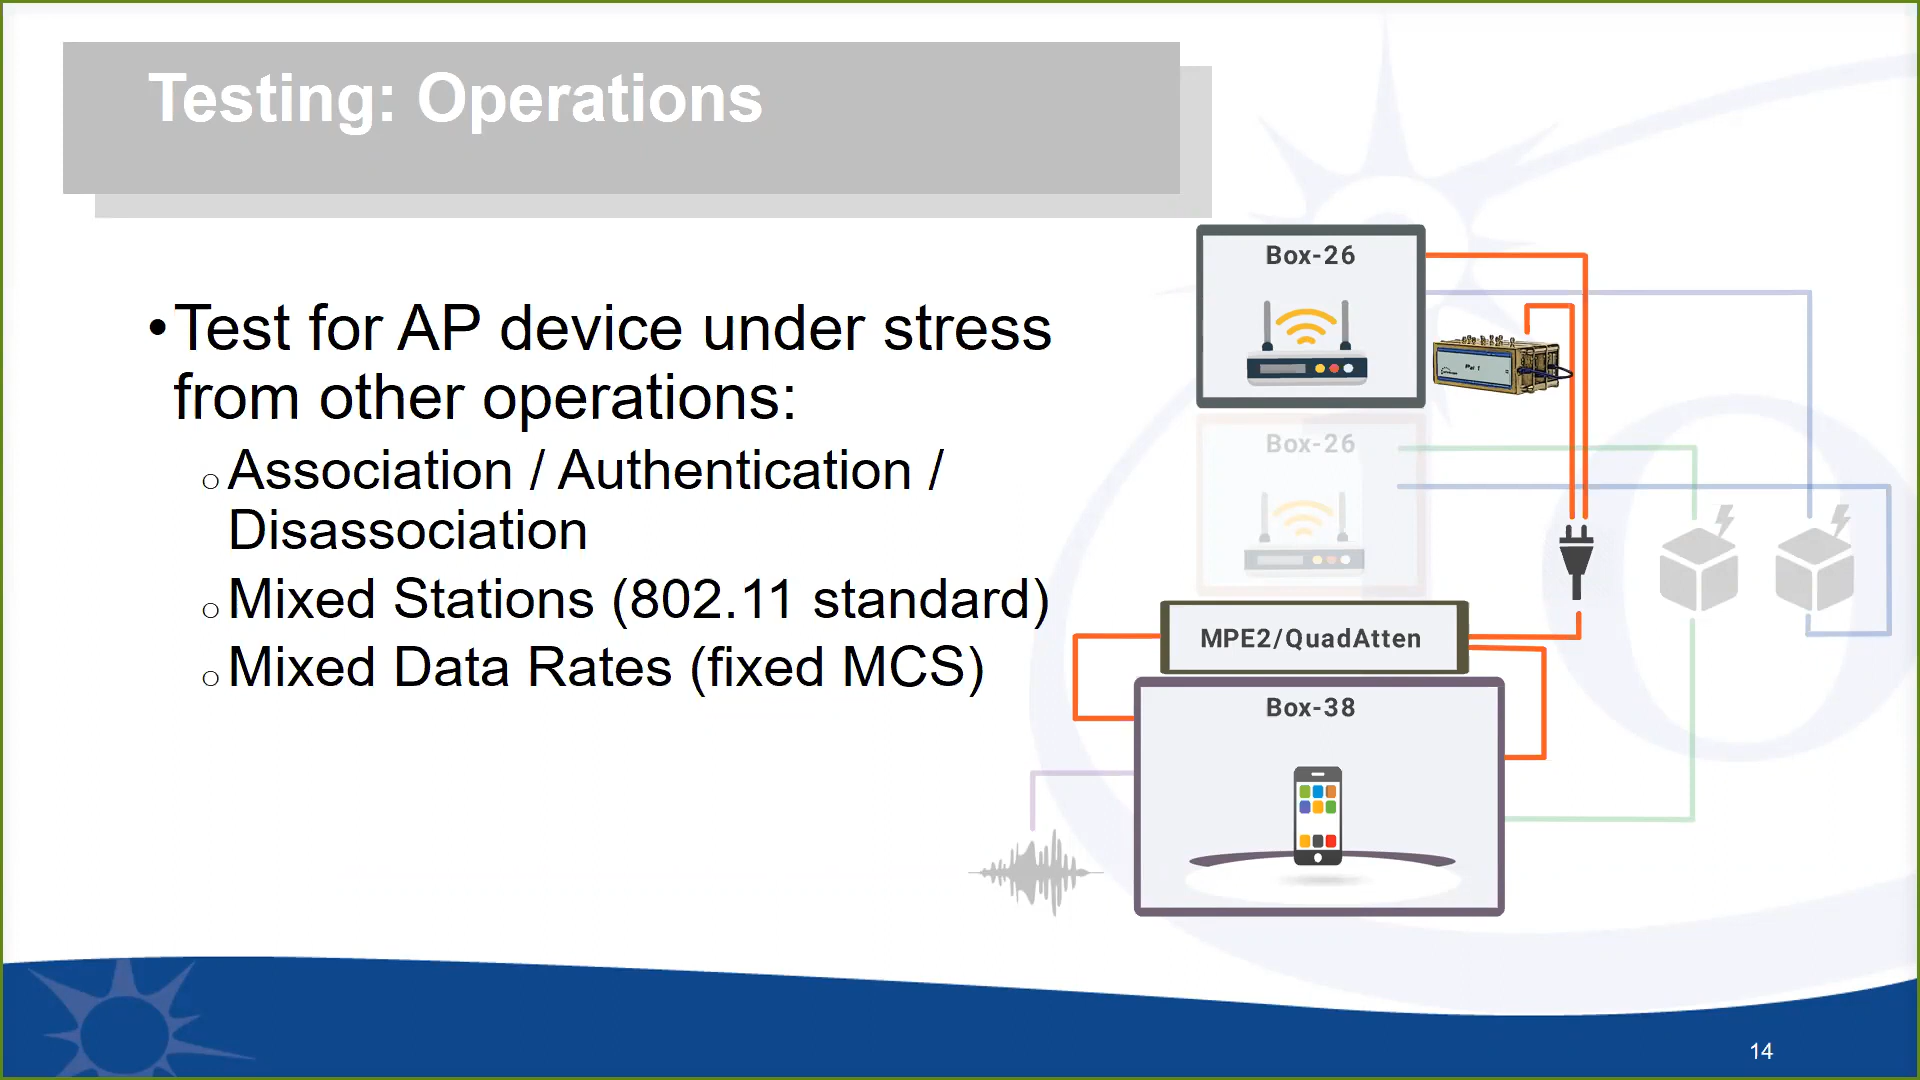 Testing: Operations
•Test for AP device under stress
from other operations:
○Association / Authentication /
Disassociation
○Mixed Stations (802.11 standard)
○Mixed Data Rates (fixed MCS)
Box-26
Box-26
MPE2/QuadAtten
Box-38
14